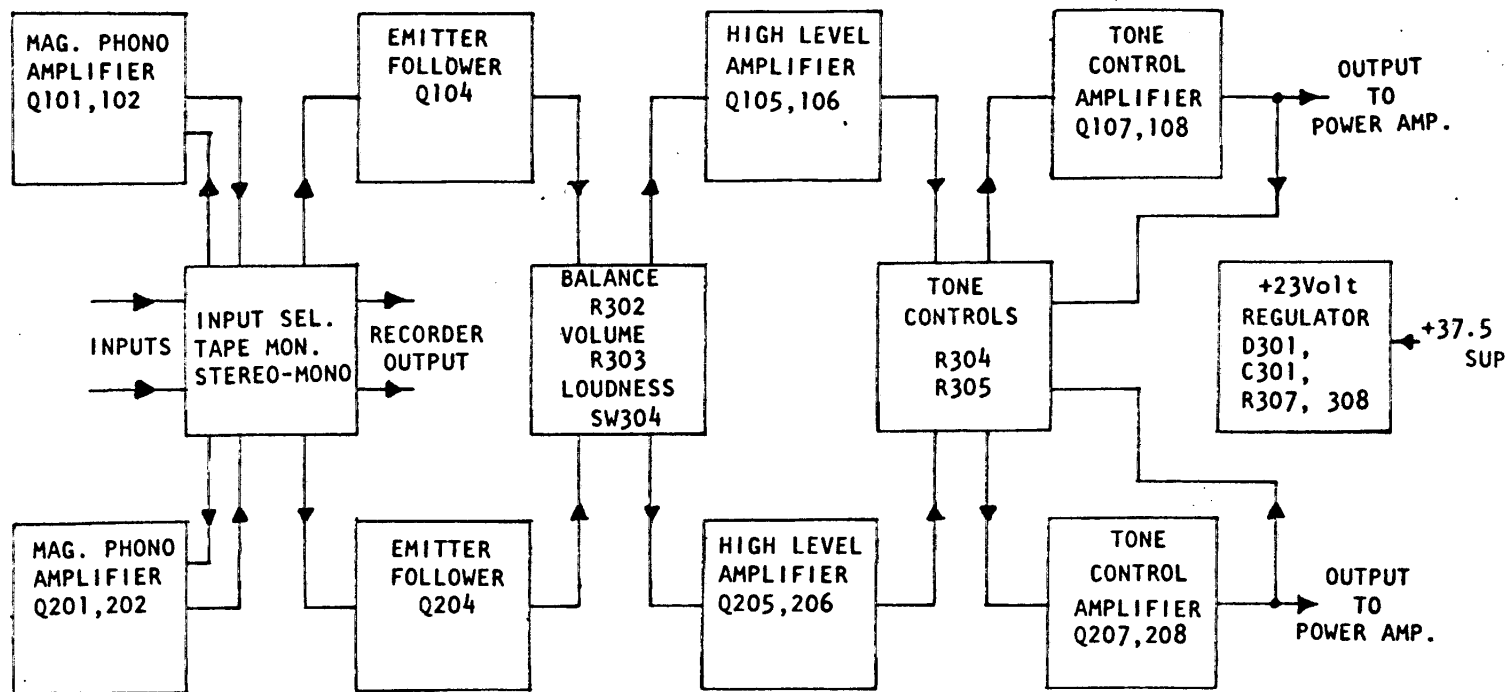 MAG. PHONO
AMPLIFIER
Q101,102
EMITTER
FOLLOWER
Q104
HIGH LEVEL
AMPLIFIER
Q105,106
TONE
CONTROL
AMPLIFIER
Q107,108
OUTPUT
TO
POWER AMP.
INPUTS
INPUT SEL.
TAPE MON.
STEREO-MONO
RECORDER
OUTPUT
BALANCE
R302
VOLUME
R303
LOUDNESS
SW304
TONE
CONTROLS
R304
R305
+23Volt
REGULATOR
D301,
C301,
R307, 308
+37.5
SUP
MAG. PHONO
AMPLIFIER
Q201,202
EMITTER
FOLLOWER
Q204
HIGH LEVEL
AMPLIFIER
Q205,206
TONE
CONTROL
AMPLIFIER
Q207,208
OUTPUT
TO
POWER AMP.